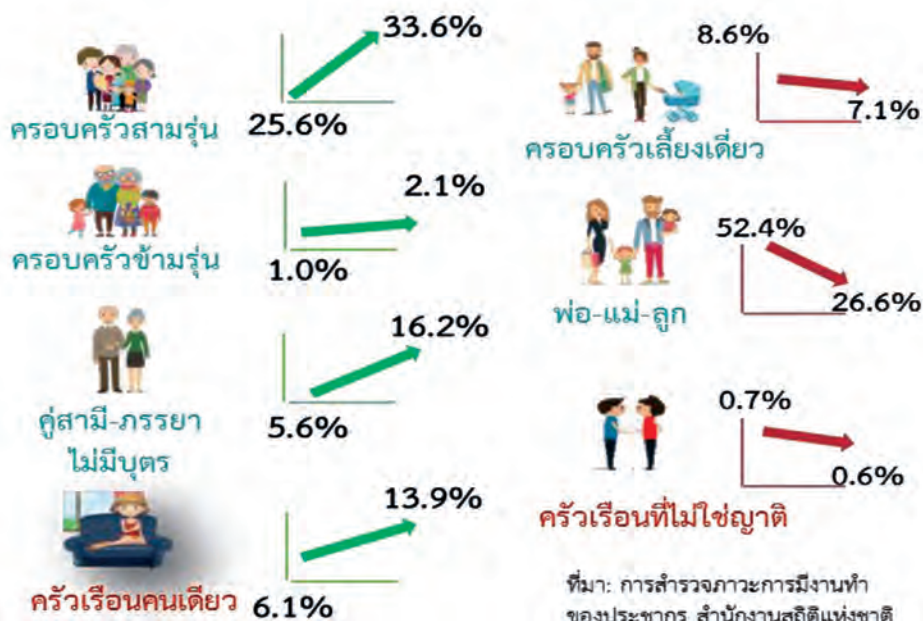 33.6%
ครอบครัวสามรุ่น
25.6%
2.1%
ครอบครัวข้ามรุ่น
1.0%
16.2%
คู่สามี-ภรรยา
ไม่มีบุตร
5.6%
13.9%
ครัวเรือนคนเดียว
6.1%
8.6%
7.1%
ครอบครัวเลี้ยงเดี่ยว
52.4%
26.6%
พ่อ-แม่-ลูก
0.7%
0.6%
ครัวเรือนที่ไม่ใช่ญาติ
ที่มา: การสำรวจภาวะการมีงานทำ
ของประชากร สำนักงานสถิติแห่งชาติ